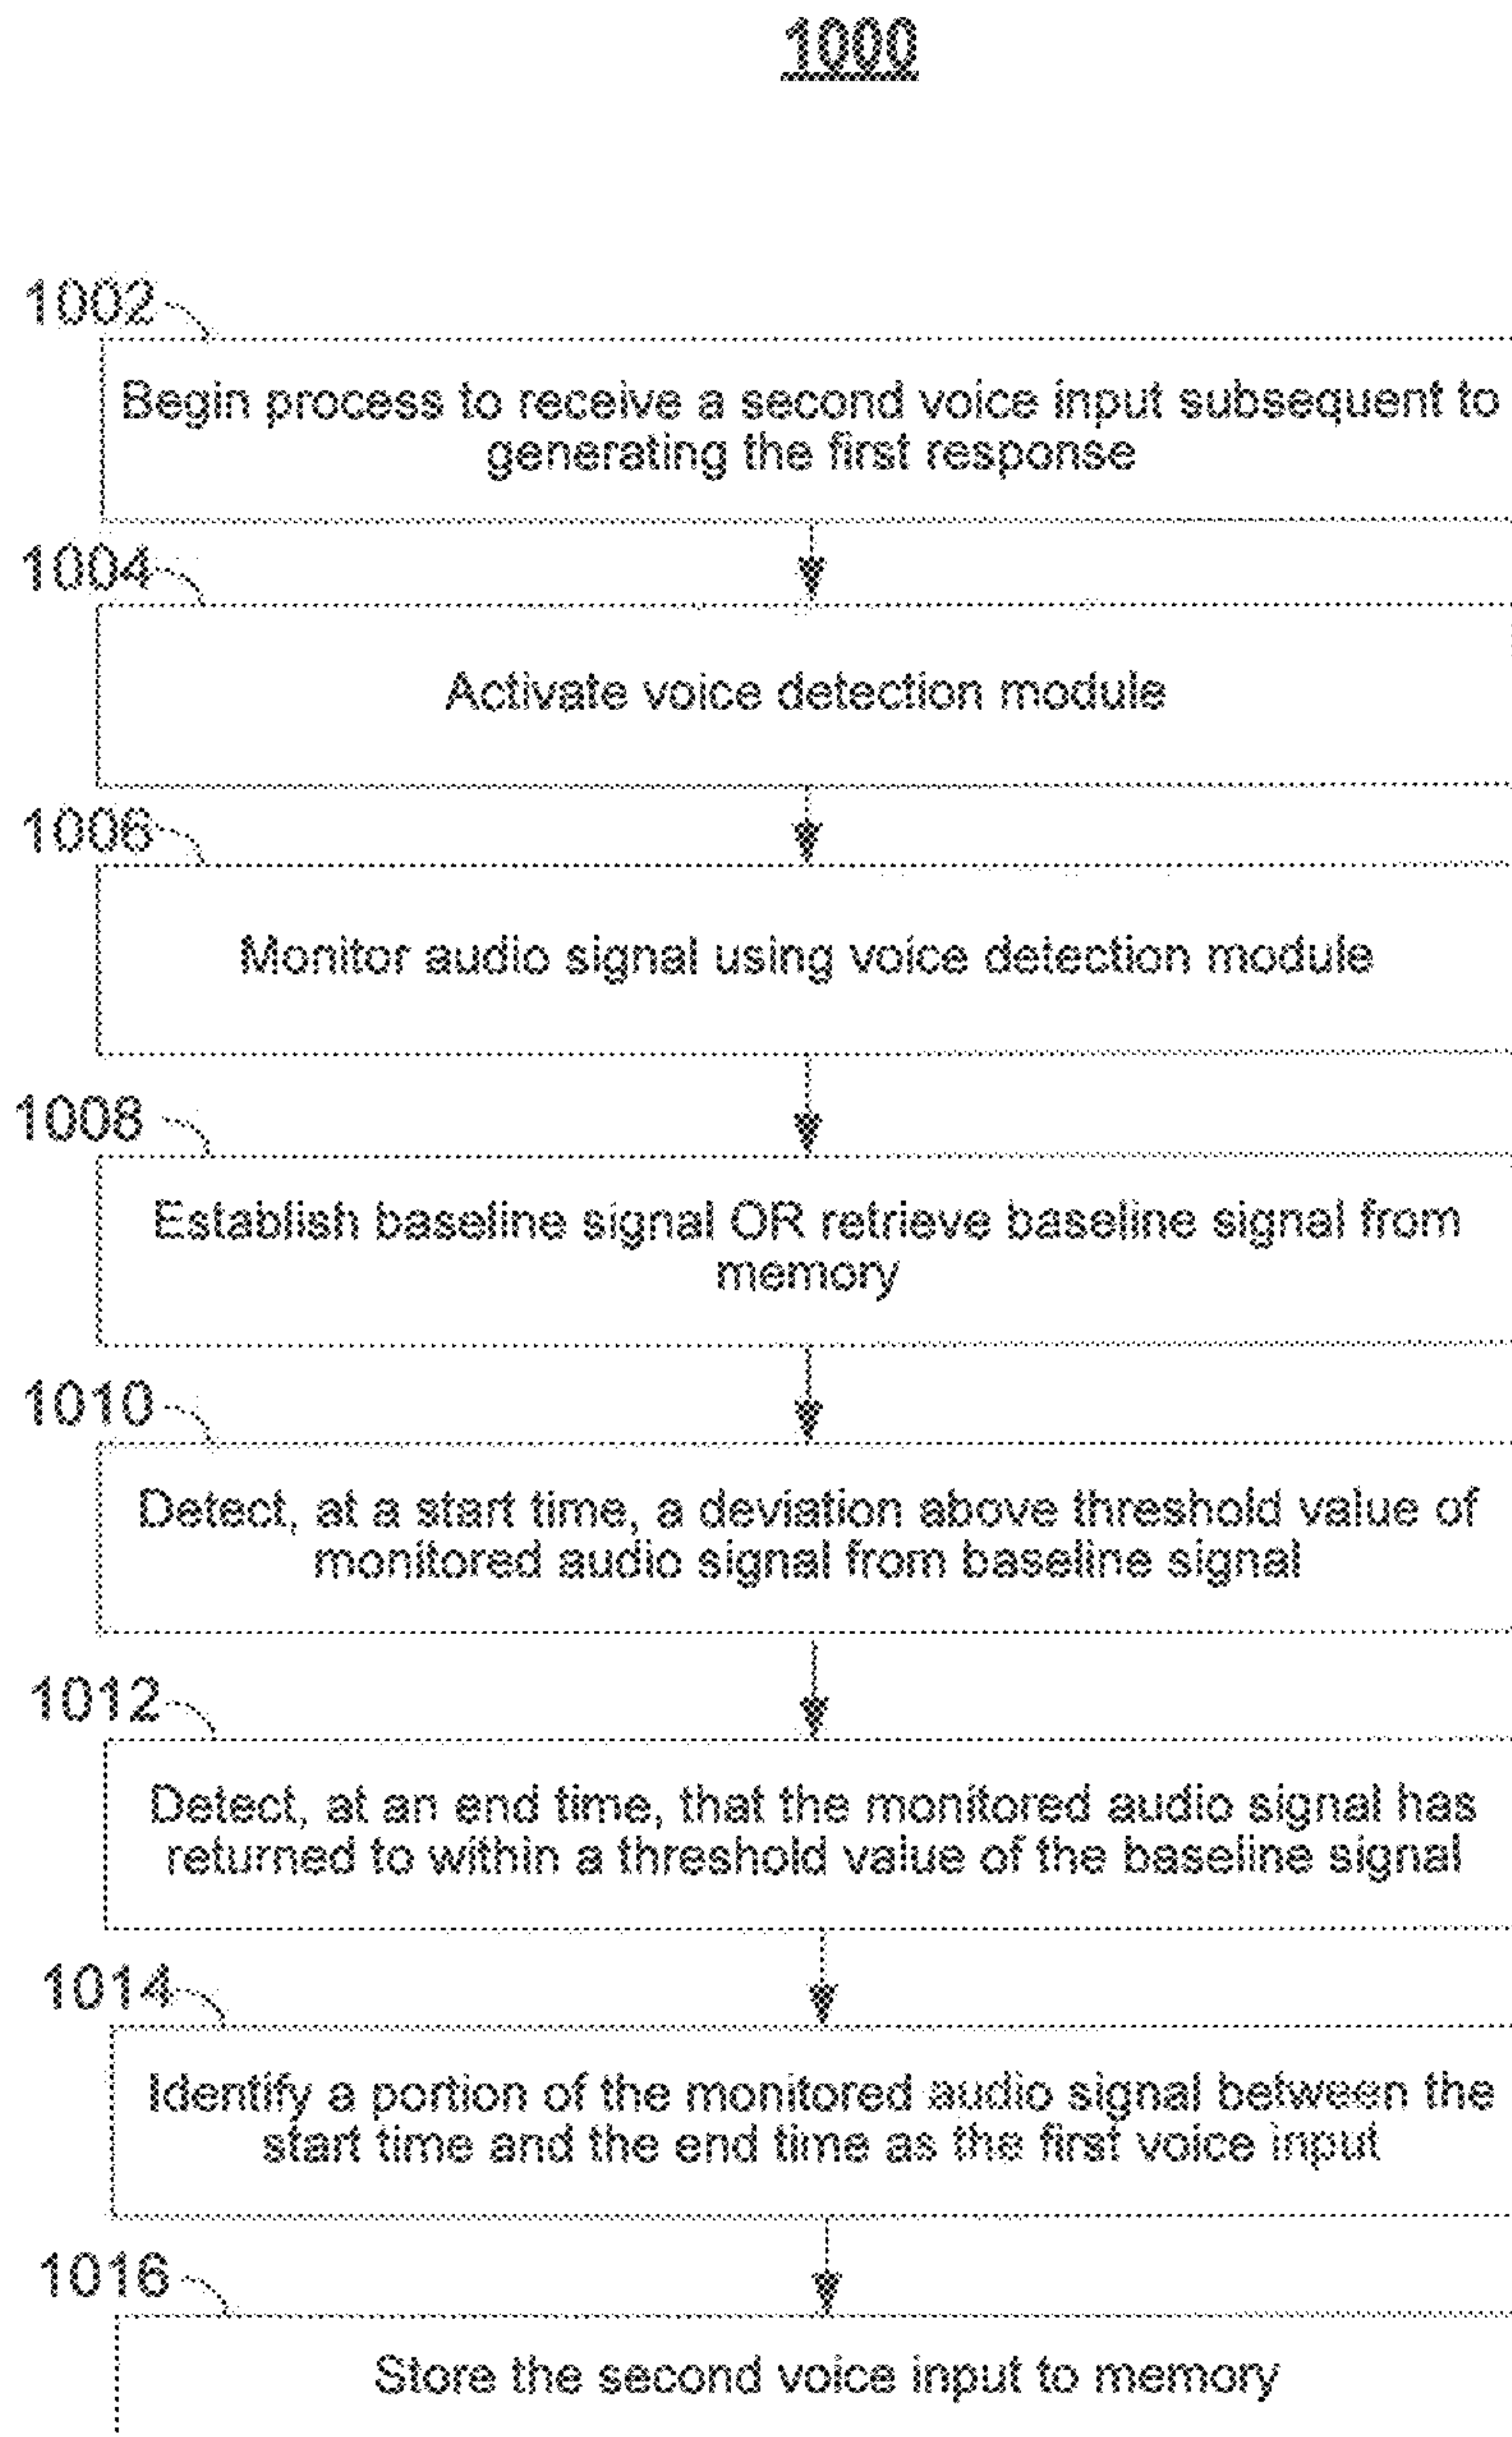 1000
1002
Begin process to receive a second voice input subsequent to
generating the first response
1004
Activate voice detection module
1006
Monitor audio signal using voice detection module
1008
Establish baseline signal OR retrieve baseline signal from
memory
1010
Detect, at a start time, a deviation above threshold value of
monitored audio signal from baseline signal
1012
Detect, at an end time, that the monitored audio signal has
returned to within a threshold value of the baseline signal
1014
Identify a portion of the monitored audio signal between the
start time and the end time as the first voice input
1016
Store the second voice input to memory